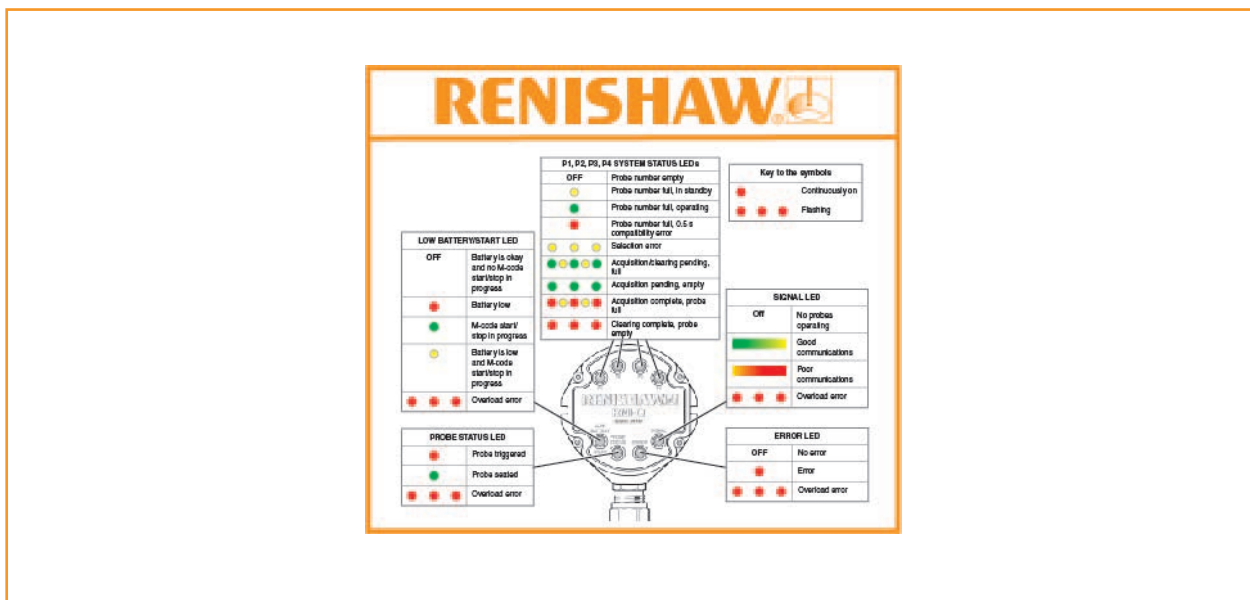 RENISHAW
P1, P2, P3, P4 SYSTEM STATUS LEDs
OFF Probe number empty
Probe number full, in standby
Probe number full, operating
Probe number full, 0.5 s
compatibility error
Selection error
Acquisition/clearing pending,
full
Acquisition pending, empty
Acquisition complete, probe
full
Clearing complete, probe
empty
Key to the symbols
Continuously on
Flashing
LOW BATTERY/START LED
OFF Battery is okay
and no M-code
start/stop in
progress
Battery low
M-code start/
stop in progress
Battery is low
and M-code
start/stop in
progress
Overload error
SIGNAL LED
Off No probes
operating
Good
communications
Poor
communications
Overload error
RENISHAW
PROBE STATUS LED
Probe triggered
Probe seated
Overload error
ERROR LED
OFF No error
Error
Overload error